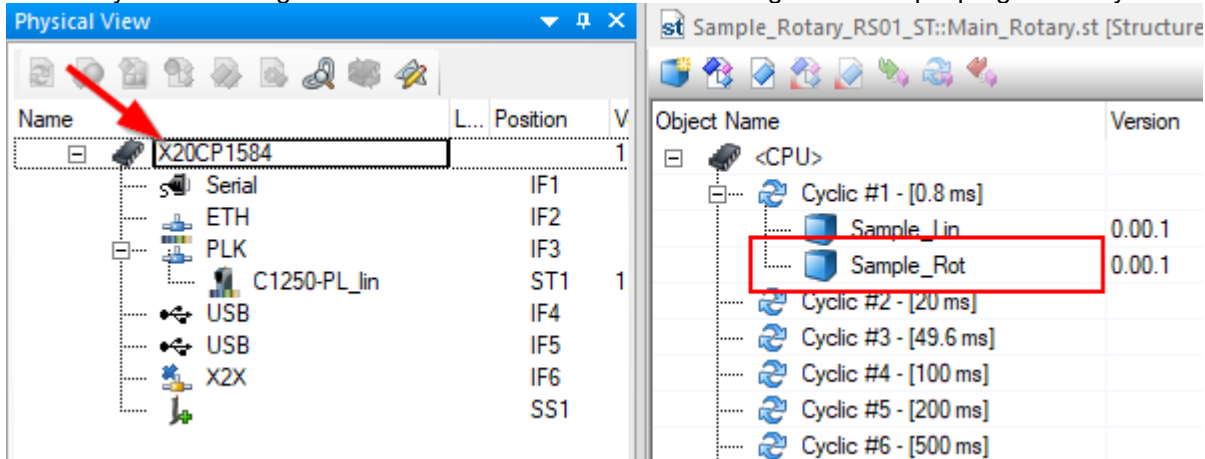 Physical View
Name L... Position V
X20CP1584 1
Serial IF1
ETH IF2
PLK IF3
C1250-PL_lin ST1 1
USB IF4
USB IF5
X2X IF6
SS1
st Sample_Rotary_RS01_ST::Main_Rotary.st [Structure
Object Name Version
<CPU>
Cyclic #1 - [0.8 ms]
Sample_Lin 0.00.1
Sample_Rot 0.00.1
Cyclic #2 - [20 ms]
Cyclic #3 - [49.6 ms]
Cyclic #4 - [100 ms]
Cyclic #5 - [200 ms]
Cyclic #6 - [500 ms]